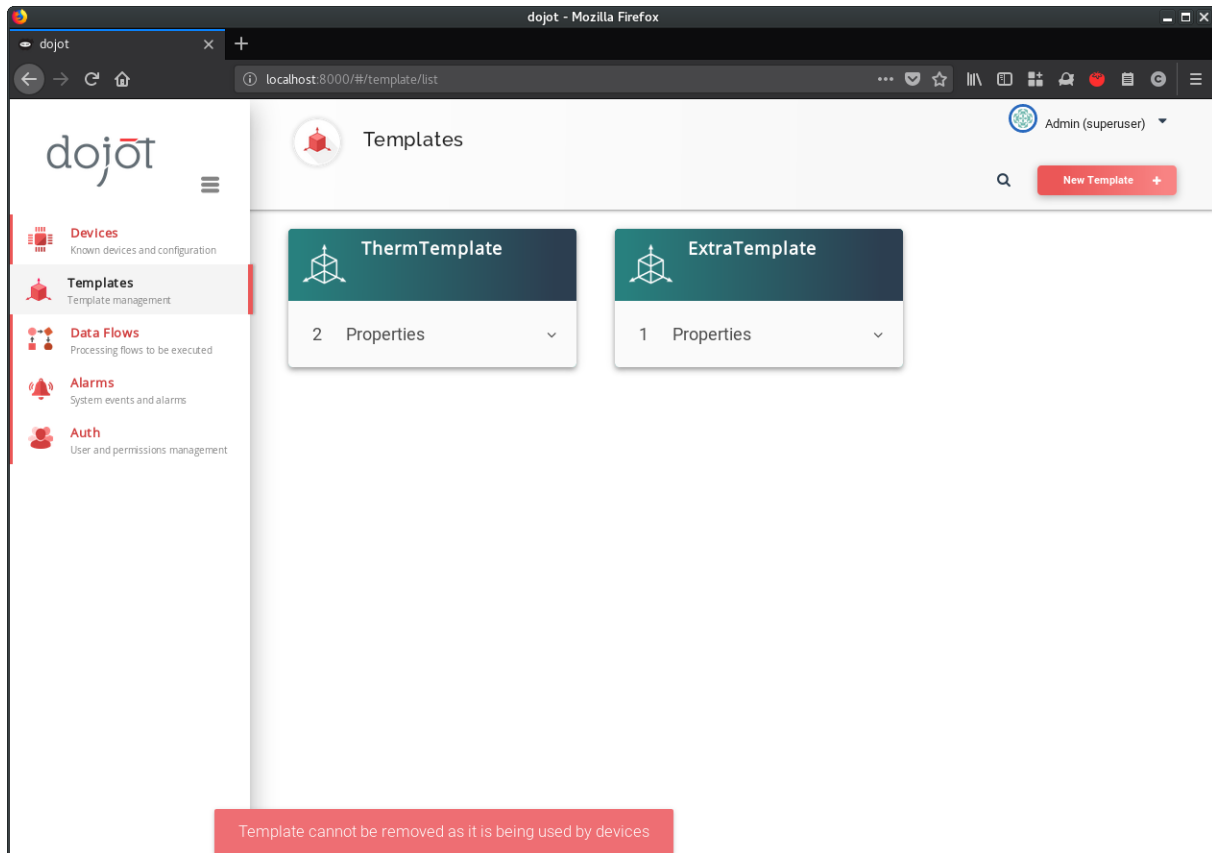 dojot - Mozilla Firefox
dojot
localhost:8000/#/template/list
dojot
Templates
Admin (superuser)
New Template +
Devices
Known devices and configuration
Templates
Template management
Data Flows
Processing flows to be executed
Alarms
System events and alarms
Auth
User and permissions management
ThermTemplate
2 Properties
ExtraTemplate
1 Properties
Template cannot be removed as it is being used by devices